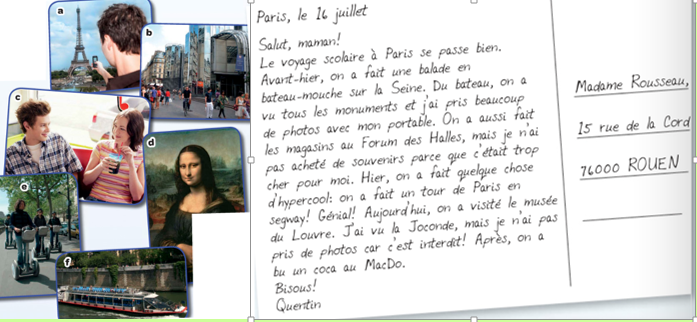 a
b
c
d
e
f
Paris, le 16 juillet
Salut, maman!
Le voyage scolaire à Paris se passe bien.
Avant-hier, on a fait une balade en
bateau-mouche sur la Seine. Du bateau, on a
vu tous les monuments et j'ai pris beaucoup
de photos avec mon portable. On a aussi fait
les magasins au Forum des Halles, mais je n'ai
pas acheté de souvenirs parce que c'était trop
cher pour moi. Hier, on a fait quelque chose
d'hypercool: on a fait un tour de Paris en
segway! Génial! Aujourd'hui, on a visité le musée
du Louvre. J'ai vu la Joconde, mais je n'ai pas
pris de photos car c'est interdit! Après, on a
bu un coca au MacDo.
Bisous!
Quentin
Madame Rousseau,
15 rue de la Cord
76000 ROUEN